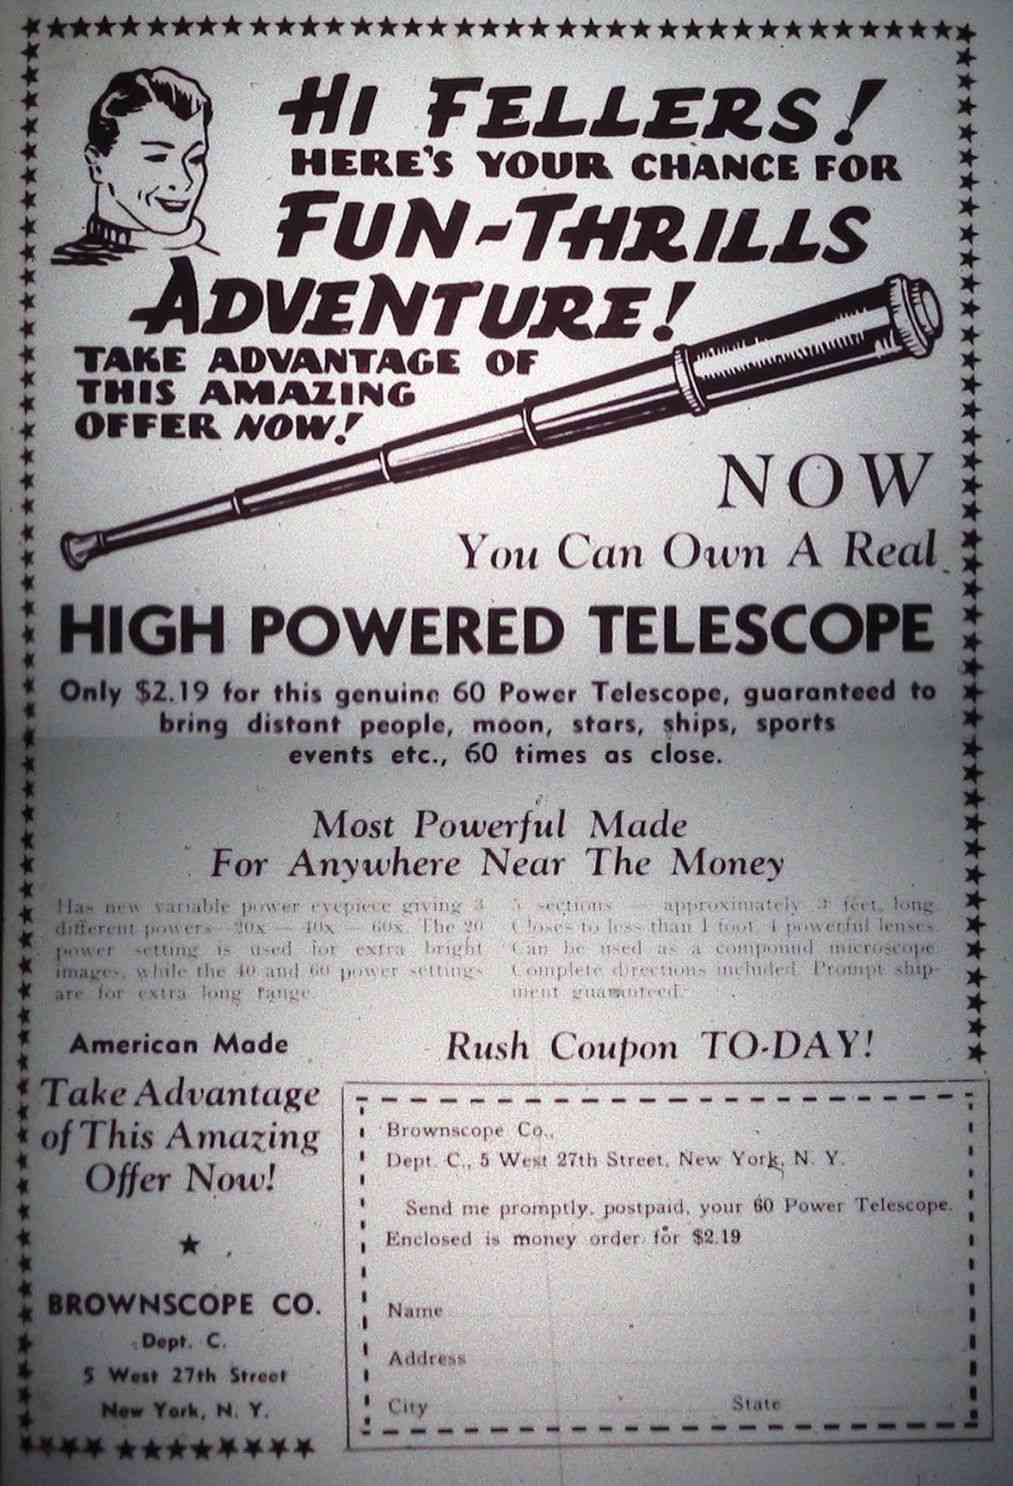 HI FELLERS!
HERE'S YOUR CHANCE FOR
FUN-THRILLS
ADVENTURE!
TAKE ADVANTAGE OF
THIS AMAZING
OFFER NOW!
NOW
You Can Own A Real
HIGH POWERED TELESCOPE
Only $2.19 for this genuine 60 Power Telescope, guaranteed to
bring distant people, moon, stars, ships, sports
events etc., 60 times as close.
Most Powerful Made
For Anywhere Near The Money
Has new variable power eyepiece giving 3
different powers—20x — 40x — 60x. The 20
power setting is used for extra bright
images, while the 40 and 60 power settings
are for extra long range.
5 sections — approximately 3 feet long.
Closes to less than 1 foot. 4 powerful lenses.
Can be used as a compound microscope.
Complete directions included. Prompt ship-
ment guaranteed.
American Made
Take Advantage
of This Amazing
Offer Now!
BROWNSCOPE CO.
Dept. C.
5 West 27th Street
New York, N. Y.
Rush Coupon TO-DAY!
Brownscope Co.,
Dept. C., 5 West 27th Street, New York, N. Y.
Send me promptly, postpaid, your 60 Power Telescope.
Enclosed is money order for $2.19
Name
Address
City State